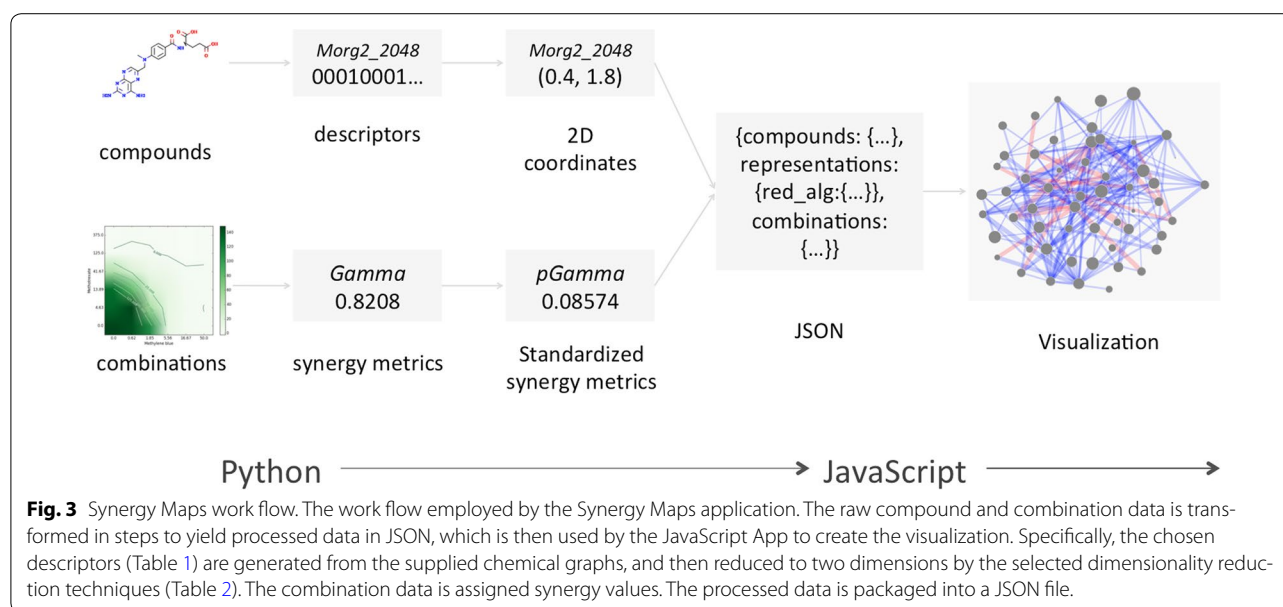 Morg2_2048
00010001...
Morg2_2048
(0.4, 1.8)
compounds
descriptors
2D
coordinates
{compounds: {...},
representations:
{red_alg:{...}},
combinations:
{...}}
JSON
Visualization
Gamma
0.8208
pGamma
0.08574
Methylene blue
combinations
synergy metrics
Standardized
synergy metrics
Python
JavaScript
Fig. 3 Synergy Maps work flow. The work flow employed by the Synergy Maps application. The raw compound and combination data is trans-
formed in steps to yield processed data in JSON, which is then used by the JavaScript App to create the visualization. Specifically, the chosen
descriptors (Table 1) are generated from the supplied chemical graphs, and then reduced to two dimensions by the selected dimensionality reduc-
tion techniques (Table 2). The combination data is assigned synergy values. The processed data is packaged into a JSON file.